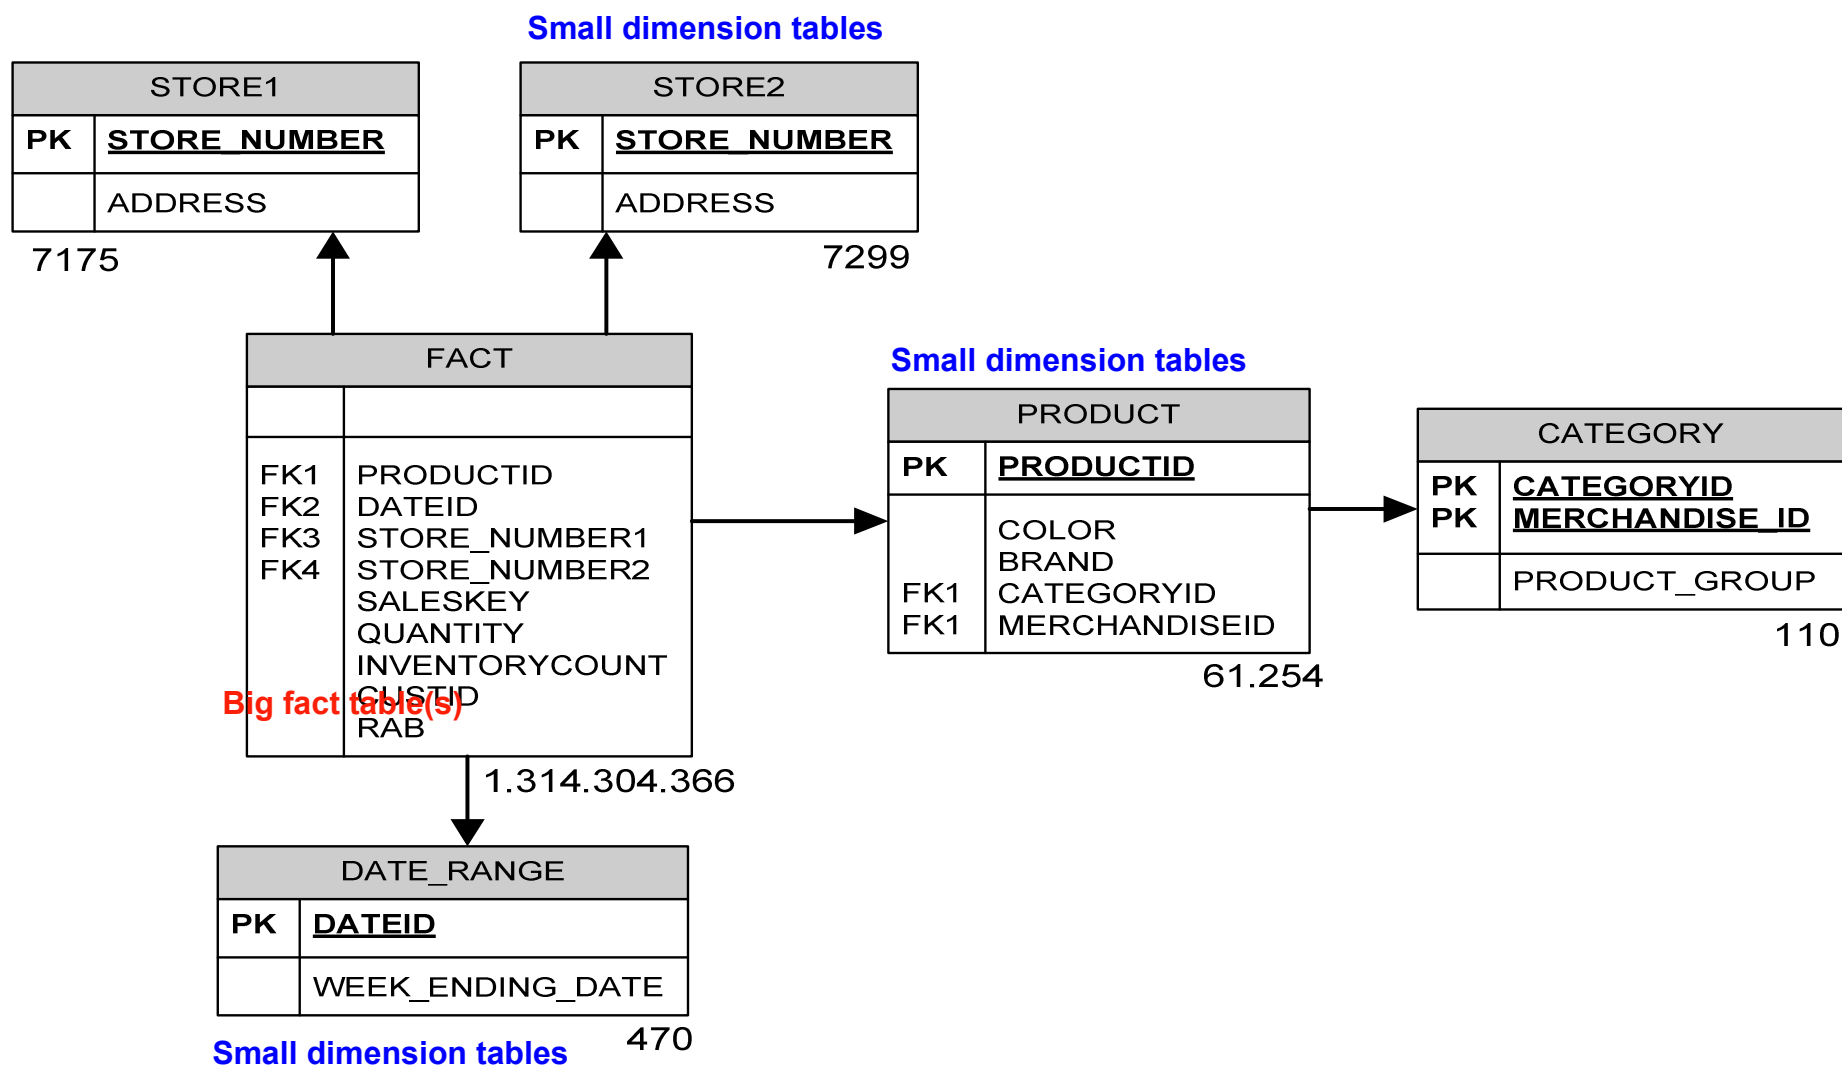 Small dimension tables
STORE1
PK STORE_NUMBER
ADDRESS
7175
STORE2
PK STORE_NUMBER
ADDRESS
7299
FACT
FK1 PRODUCTID
FK2 DATEID
FK3 STORE_NUMBER1
FK4 STORE_NUMBER2
SALESKEY
QUANTITY
INVENTORYCOUNT
CUSTID
Big fact table(s)
RAB
1.314.304.366
Small dimension tables
PRODUCT
PK PRODUCTID
COLOR
BRAND
FK1 CATEGORYID
FK1 MERCHANDISEID
61.254
CATEGORY
PK CATEGORYID
PK MERCHANDISE_ID
PRODUCT_GROUP
110
DATE_RANGE
PK DATEID
WEEK_ENDING_DATE
470
Small dimension tables